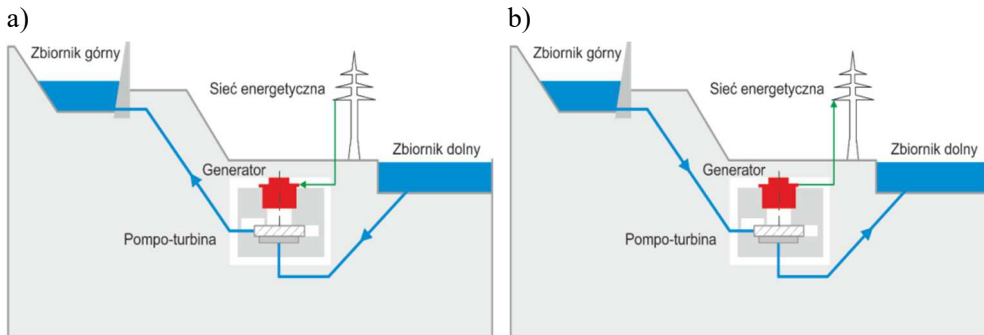 a)
Zbiornik górny
Sieć energetyczna
Zbiornik dolny
Generator
Pompo-turbina
b)
Zbiornik górny
Sieć energetyczna
Zbiornik dolny
Generator
Pompo-turbina